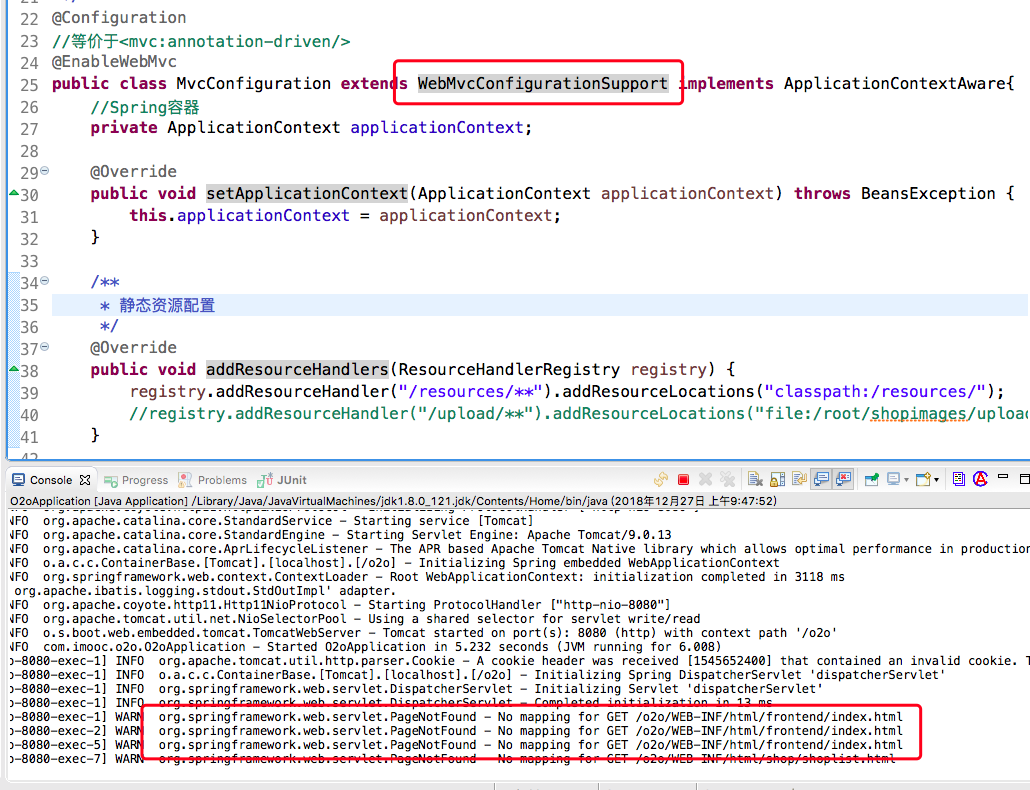 22 @Configuration
23 //等价于<mvc:annotation-driven/>
24 @EnableWebMvc
25 public class MvcConfiguration extends WebMvcConfigurationSupport implements ApplicationContextAware{
26 //Spring容器
27 private ApplicationContext applicationContext;
28
29 @Override
30 public void setApplicationContext(ApplicationContext applicationContext) throws BeansException {
31 this.applicationContext = applicationContext;
32 }
33
34 /**
35 * 静态资源配置
36 */
37 @Override
38 public void addResourceHandlers(ResourceHandlerRegistry registry) {
39 registry.addResourceHandler("/resources/**").addResourceLocations("classpath:/resources/");
40 //registry.addResourceHandler("/upload/**").addResourceLocations("file:/root/shopimages/upload
41 }
Console Progress Problems JUnit
O2oApplication [Java Application] /Library/Java/JavaVirtualMachines/jdk1.8.0_121.jdk/Contents/Home/bin/java (2018年12月27日 上午9:47:52)
NFO org.apache.catalina.core.StandardService – Starting service [Tomcat]
NFO org.apache.catalina.core.StandardEngine – Starting Servlet Engine: Apache Tomcat/9.0.13
NFO org.apache.catalina.core.AprLifecycleListener – The APR based Apache Tomcat Native library which allows optimal performance in production
NFO o.a.c.c.ContainerBase.[Tomcat].[localhost].[/o2o] – Initializing Spring embedded WebApplicationContext
NFO org.springframework.web.context.ContextLoader – Root WebApplicationContext: initialization completed in 3118 ms
org.apache.ibatis.logging.stdout.StdOutImpl' adapter.
NFO org.apache.coyote.http11.Http11NioProtocol – Starting ProtocolHandler ["http-nio-8080"]
NFO org.apache.tomcat.util.net.NioSelectorPool – Using a shared selector for servlet write/read
NFO o.s.boot.web.embedded.tomcat.TomcatWebServer – Tomcat started on port(s): 8080 (http) with context path '/o2o'
NFO com.imooc.o2o.O2oApplication – Started O2oApplication in 5.232 seconds (JVM running for 6.008)
o-8080-exec-1] INFO org.apache.tomcat.util.http.parser.Cookie – A cookie header was received [1545652400] that contained an invalid cookie. T
o-8080-exec-1] INFO o.a.c.c.ContainerBase.[Tomcat].[localhost].[/o2o] – Initializing Spring DispatcherServlet 'dispatcherServlet'
o-8080-exec-1] INFO org.springframework.web.servlet.DispatcherServlet – Initializing Servlet 'dispatcherServlet'
o-8080-exec-1] INFO org.springframework.web.servlet.DispatcherServlet – Completed initialization in 13 ms
o-8080-exec-1] WARN org.springframework.web.servlet.PageNotFound – No mapping for GET /o2o/WEB-INF/html/frontend/index.html
o-8080-exec-2] WARN org.springframework.web.servlet.PageNotFound – No mapping for GET /o2o/WEB-INF/html/frontend/index.html
o-8080-exec-5] WARN org.springframework.web.servlet.PageNotFound – No mapping for GET /o2o/WEB-INF/html/frontend/index.html
o-8080-exec-7] WARN org.springframework.web.servlet.PageNotFound – No mapping for GET /o2o/WEB-INF/html/shop/shoplist.html